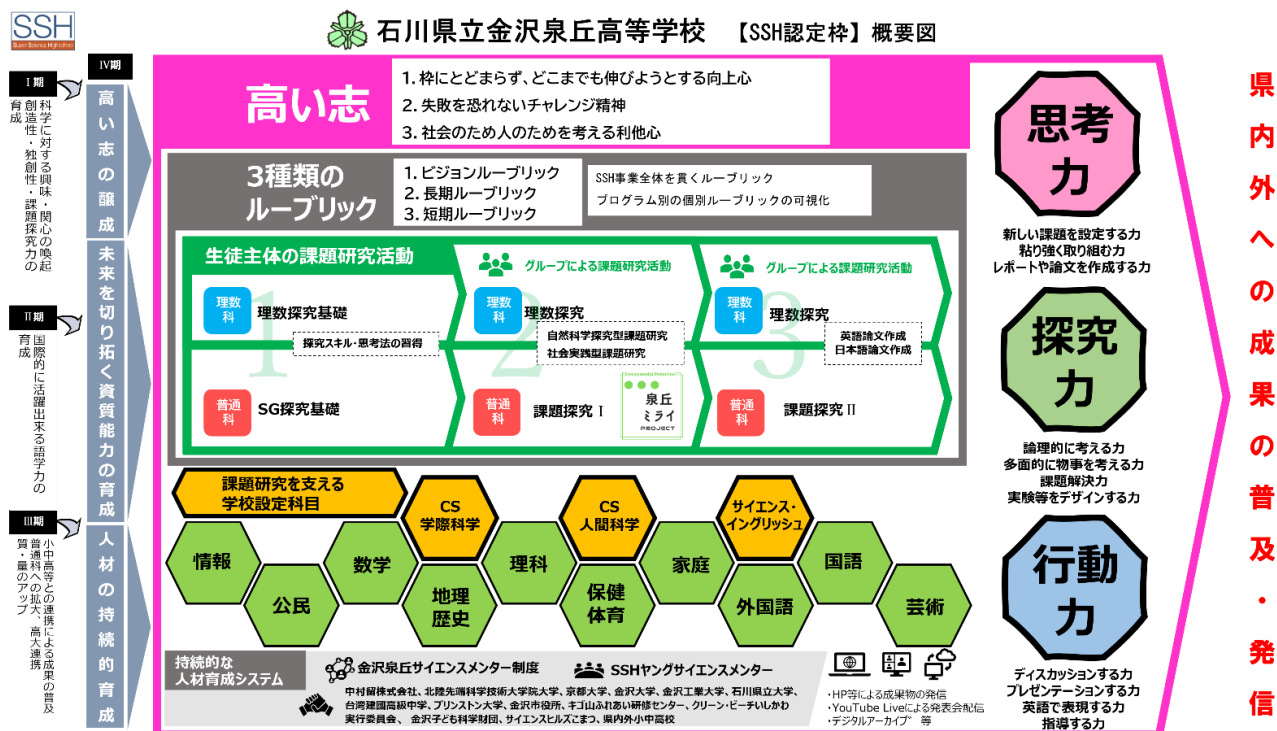 SSH
Super Science Highschool
石川県立金沢泉丘高等学校 【SSH認定枠】概要図
Ⅰ期
科学に対する興味・関心の喚起
創造性・独創性・課題探究力の
育成
Ⅱ期
国際的に活躍出来る語学力の
育成
Ⅲ期
小中高等との連携による成果の普及
普通科への拡大、高大連携
質・量のアップ
Ⅳ期
高い志の醸成
未来を切り拓く資質能力の育成
人材の持続的育成
高い志
1. 枠にとどまらず、どこまでも伸びようとする向上心
2. 失敗を恐れないチャレンジ精神
3. 社会のため人のためを考える利他心
3種類の
ルーブリック
1. ビジョンルーブリック
2. 長期ルーブリック
3. 短期ルーブリック
SSH事業全体を貫くルーブリック
プログラム別の個別ルーブリックの可視化
生徒主体の課題研究活動
1
理数
科
理数探究基礎
探究スキル・思考法の習得
普通
科
SG探究基礎
グループによる課題研究活動
2
理数
科
理数探究
自然科学探究型課題研究
社会実践型課題研究
普通
科
課題探究Ⅰ
Environmental Protection
泉丘
ミライ
PROJECT
グループによる課題研究活動
3
理数
科
理数探究
英語論文作成
日本語論文作成
普通
科
課題探究Ⅱ
課題研究を支える
学校設定科目
CS
学際科学
CS
人間科学
サイエンス・
イングリッシュ
情報
公民
数学
地理
歴史
理科
保健
体育
家庭
外国語
国語
芸術
持続的な
人材育成システム
金沢泉丘サイエンスメンター制度
SSHヤングサイエンスメンター
中村留株式会社、北陸先端科学技術大学院大学、京都大学、金沢大学、金沢工業大学、石川県立大学、
台湾建國高級中学、プリンストン大学、金沢市役所、キゴ山ふれあい研修センター、クリーン・ビーチいしかわ
実行委員会、 金沢子ども科学財団、サイエンスヒルズこまつ、県内外小中高校
・HP等による成果物の発信
・YouTube Liveによる発表会配信
・デジタルアーカイブ 等
思考
力
新しい課題を設定する力
粘り強く取り組む力
レポートや論文を作成する力
探究
力
論理的に考える力
多面的に物事を考える力
課題解決力
実験等をデザインする力
行動
力
ディスカッションする力
プレゼンテーションする力
英語で表現する力
指導する力
県内外への成果の普及・発信